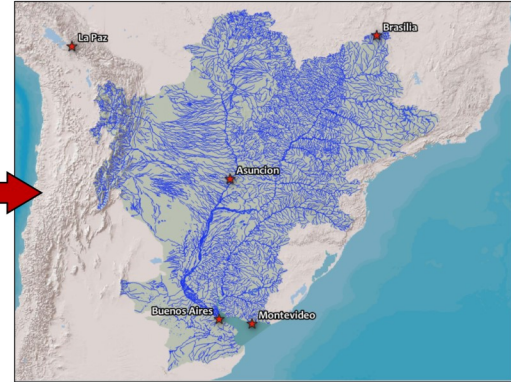 La Paz
Brasilia
Asuncion
Buenos Aires
Montevideo